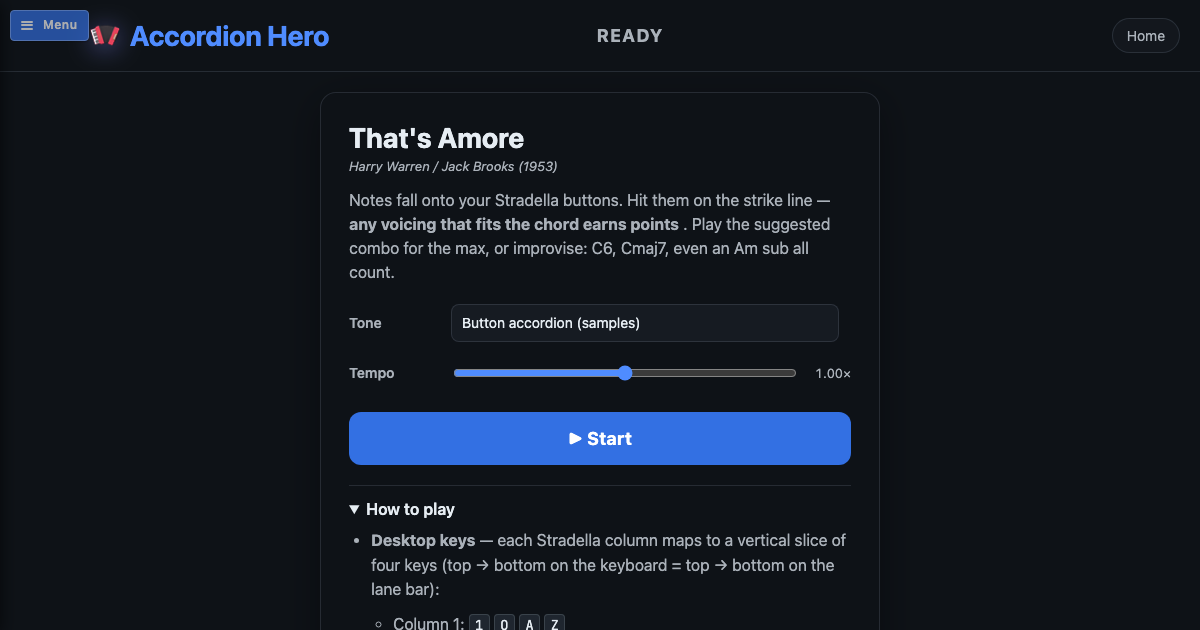 Menu
Accordion Hero
READY
Home
That's Amore
Harry Warren / Jack Brooks (1953)
Notes fall onto your Stradella buttons. Hit them on the strike line —
any voicing that fits the chord earns points . Play the suggested
combo for the max, or improvise: C6, Cmaj7, even an Am sub all
count.
Tone
Button accordion (samples)
Tempo
1.00×
▶ Start
▼ How to play
• Desktop keys — each Stradella column maps to a vertical slice of
four keys (top → bottom on the keyboard = top → bottom on the
lane bar):
◦ Column 1: 1 Q A Z